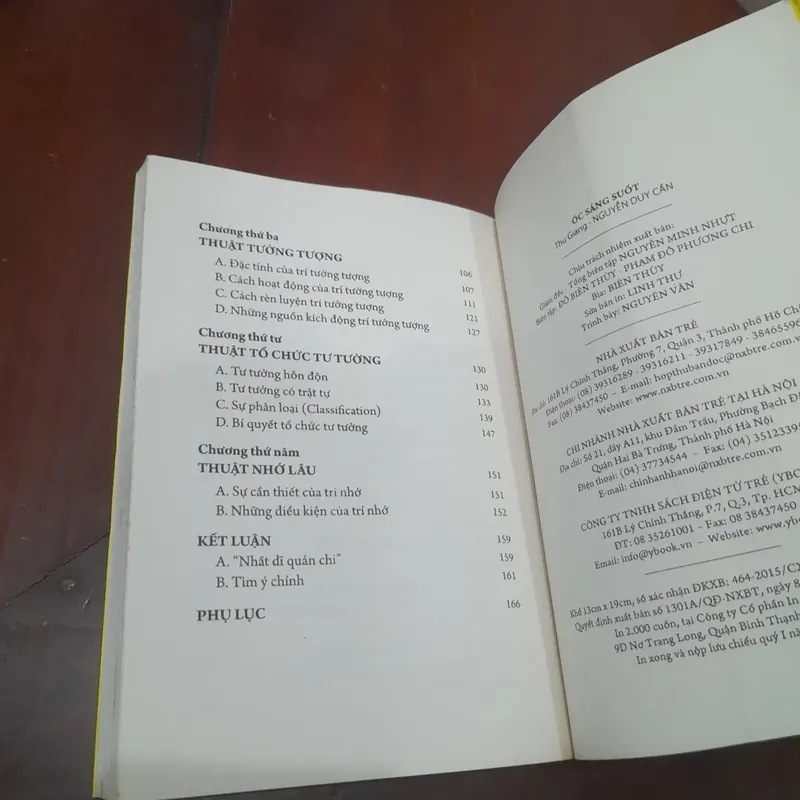 Chương thứ ba
THUẬT TƯỞNG TƯỢNG 106
A. Đặc tính của trí tưởng tượng 107
B. Cách hoạt động của trí tưởng tượng 111
C. Cách rèn luyện trí tưởng tượng 121
D. Những nguồn kích động trí tưởng tượng 127
Chương thứ tư
THUẬT TỔ CHỨC TƯ TƯỞNG 130
A. Tư tưởng hỗn độn 130
B. Tư tưởng có trật tự 133
C. Sự phân loại (Classification) 139
D. Bí quyết tổ chức tư tưởng 147
Chương thứ năm
THUẬT NHỚ LÂU 151
A. Sự cần thiết của trí nhớ 151
B. Những điều kiện của trí nhớ 152
KẾT LUẬN 159
A. “Nhất dĩ quán chi” 159
B. Tìm ý chính 161
PHỤ LỤC 166
ÓC SÁNG SUỐT
Thu Giang - NGUYỄN DUY CẦN
Chịu trách nhiệm xuất bản:
Giám đốc - Tổng biên tập NGUYỄN MINH NHỰT
Biên tập: ĐỖ BIÊN THÙY - PHẠM ĐỖ PHƯƠNG CHI
Bìa: BIÊN THÙY
Sửa bản in: LINH THƯ
Trình bày: NGUYÊN VÂN
NHÀ XUẤT BẢN TRẺ
Địa chỉ: 161B Lý Chính Thắng, Phường 7, Quận 3, Thành phố Hồ Chí
Điện thoại: (08) 39316289 - 39316211 - 39317849 - 3846559
Fax: (08) 38437450 - E-mail: hopthubandoc@nxbtre.com.vn
Website: www.nxbtre.com.vn
CHI NHÁNH NHÀ XUẤT BẢN TRẺ TẠI HÀ NỘI
Địa chỉ: Số 21, dãy A11, khu Đầm Trấu, Phường Bạch Đ
Quận Hai Bà Trưng, Thành phố Hà Nội
Điện thoại: (04) 37734544 - Fax: (04) 3512339
E-mail: chinhanhhanoi@nxbtre.com.vn
CÔNG TY TNHH SÁCH ĐIỆN TỬ TRẺ (YBO
161B Lý Chính Thắng, P.7, Q.3, Tp. HCM
ĐT: 08 35261001 – Fax: 08 38437450
Email: info@ybook.vn – Website: www.yb
Khổ 13cm x 19cm, số xác nhận ĐKXB: 464-2015/C
Quyết định xuất bản số 1301A/QĐ-NXBT, ngày 8
In 2.000 cuốn, tại Công ty Cổ phần In
9D Nơ Trang Long, Quận Bình Thạnh
In xong và nộp lưu chiểu quý I nă